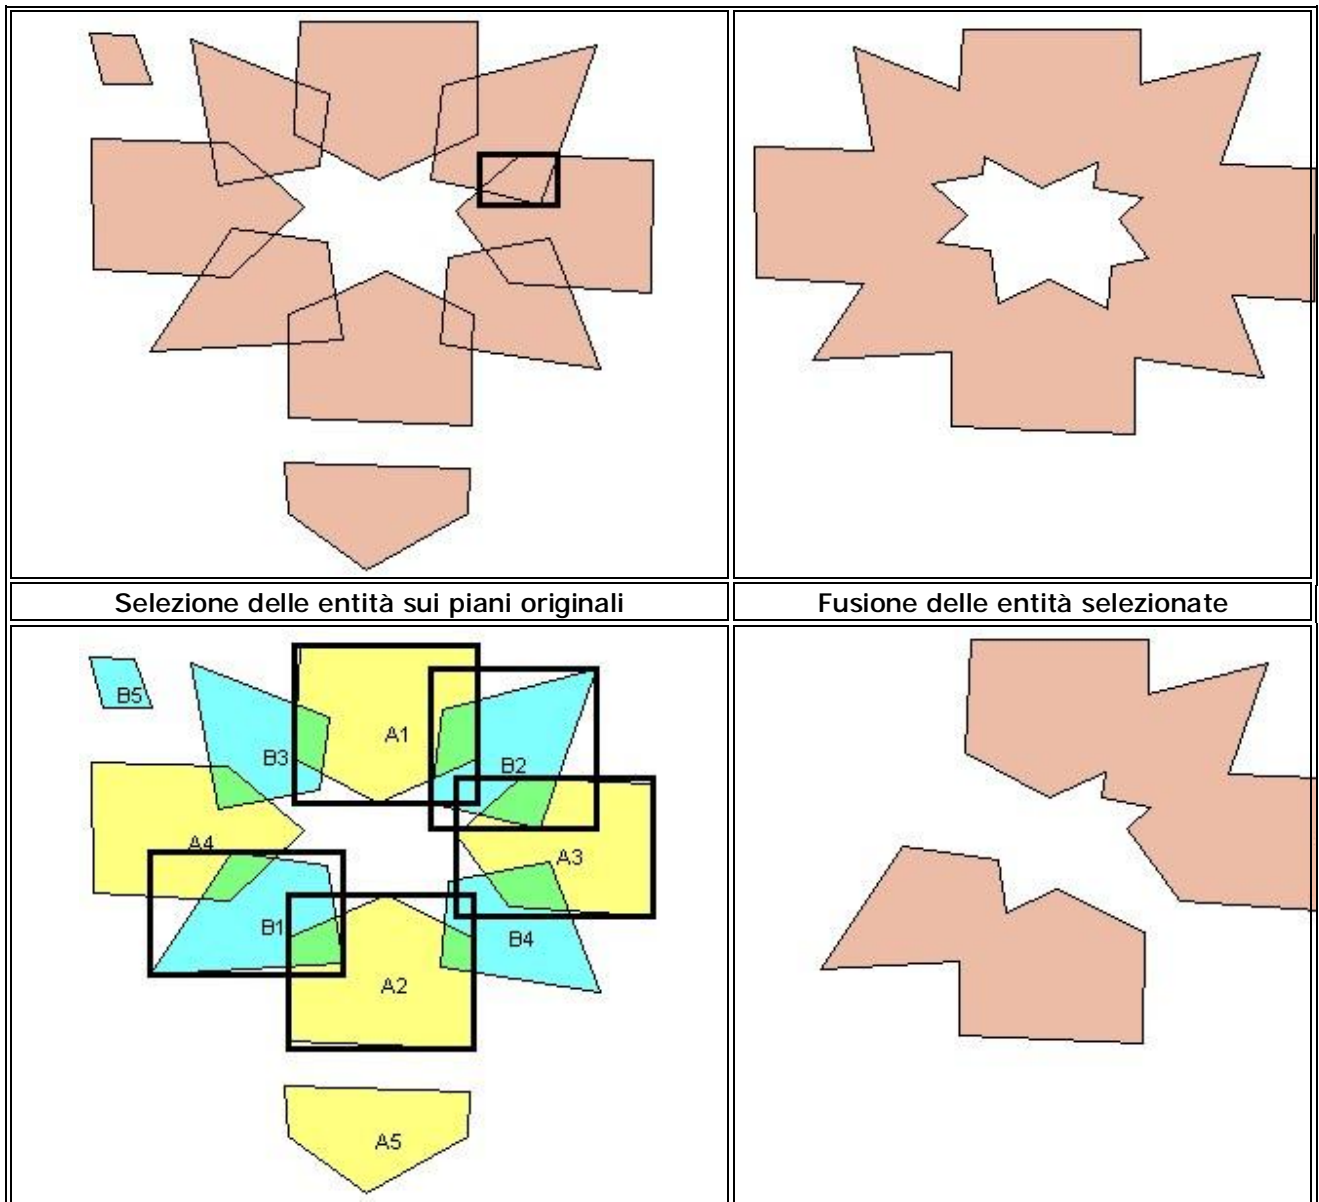 Selezione delle entità sui piani originali
Fusione delle entità selezionate
B5
A1
B3
B2
A4
A3
B1
B4
A2
A5